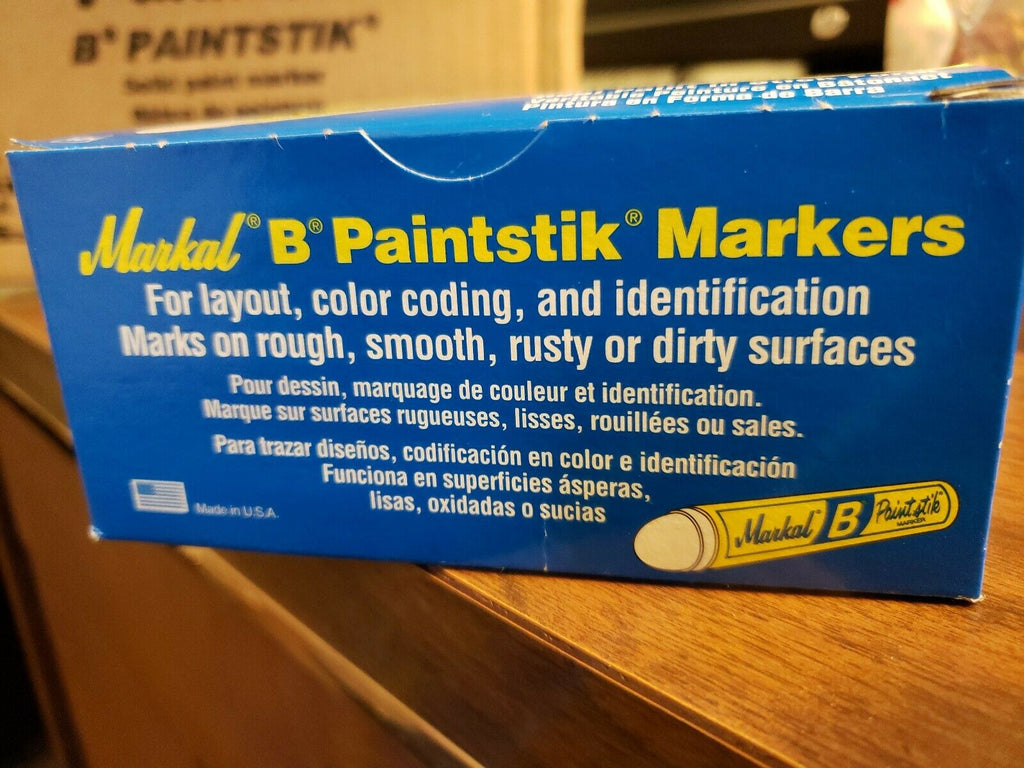 B® PAINTSTIK®
Pintura en Forma de Barra
Markal® B® Paintstik® Markers
For layout, color coding, and identification
Marks on rough, smooth, rusty or dirty surfaces
Pour dessin, marquage de couleur et identification.
Marque sur surfaces rugueuses, lisses, rouillées ou sales.
Para trazar diseños, codificación en color e identificación
Funciona en superficies ásperas,
lisas, oxidadas o sucias
Made in U.S.A.
Markal B Paintstik
MARKER